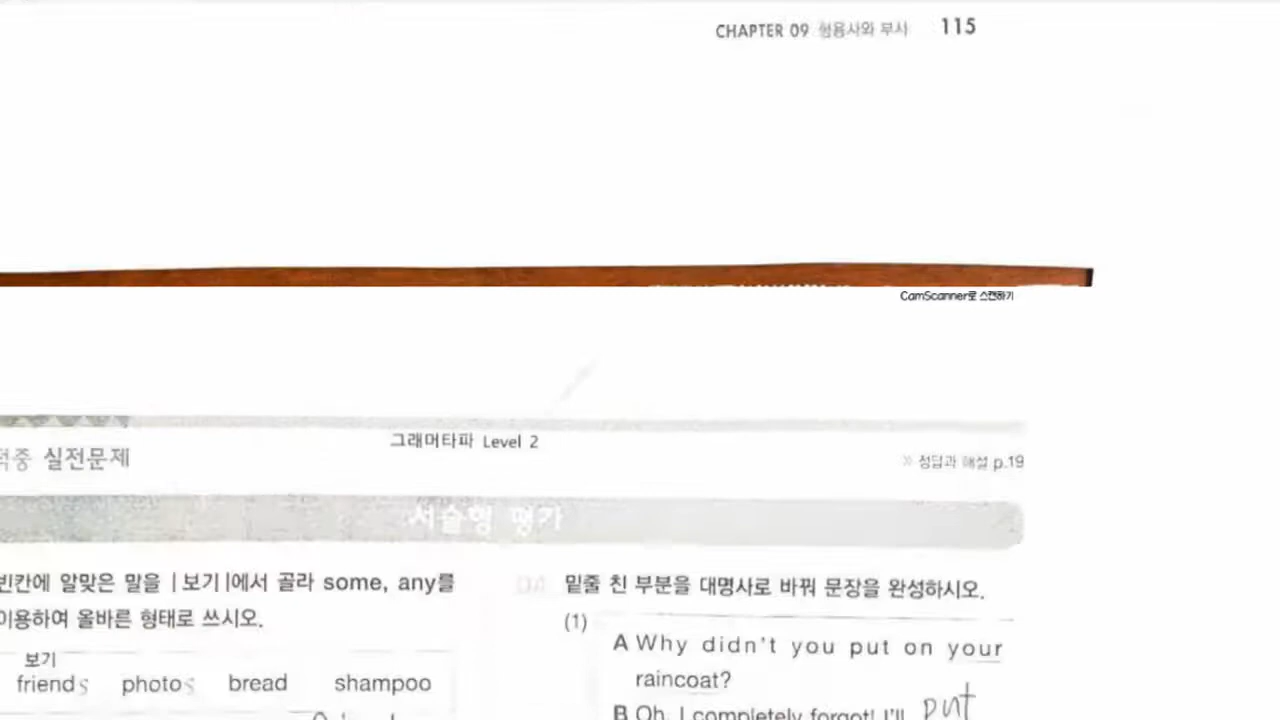 CHAPTER 09 형용사와 부사 115
CamScanner로 스캔하기
그래머타파 Level 2
적중 실전문제
» 정답과 해설 p.19
서술형 평가
빈칸에 알맞은 말을 |보기|에서 골라 some, any를
이용하여 올바른 형태로 쓰시오.
보기
friends photos bread shampoo
04 밑줄 친 부분을 대명사로 바꿔 문장을 완성하시오.
(1)
A Why didn't you put on your
raincoat?
B Oh, I completely forgot! I'll put